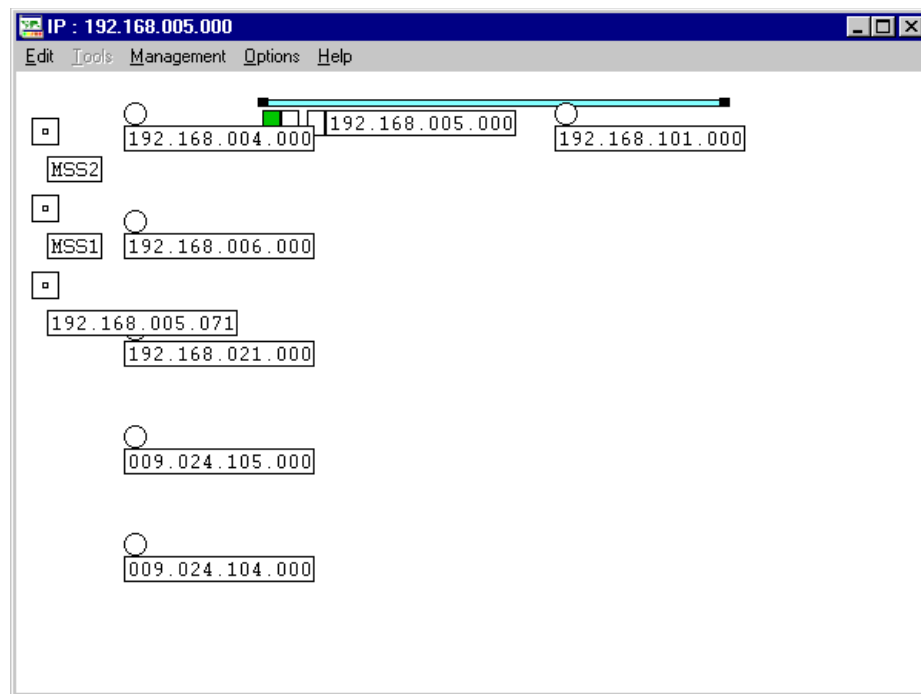 IP : 192.168.005.000
Edit Tools Management Options Help
192.168.005.000
192.168.004.000
192.168.101.000
MSS2
MSS1
192.168.006.000
192.168.005.071
192.168.021.000
009.024.105.000
009.024.104.000